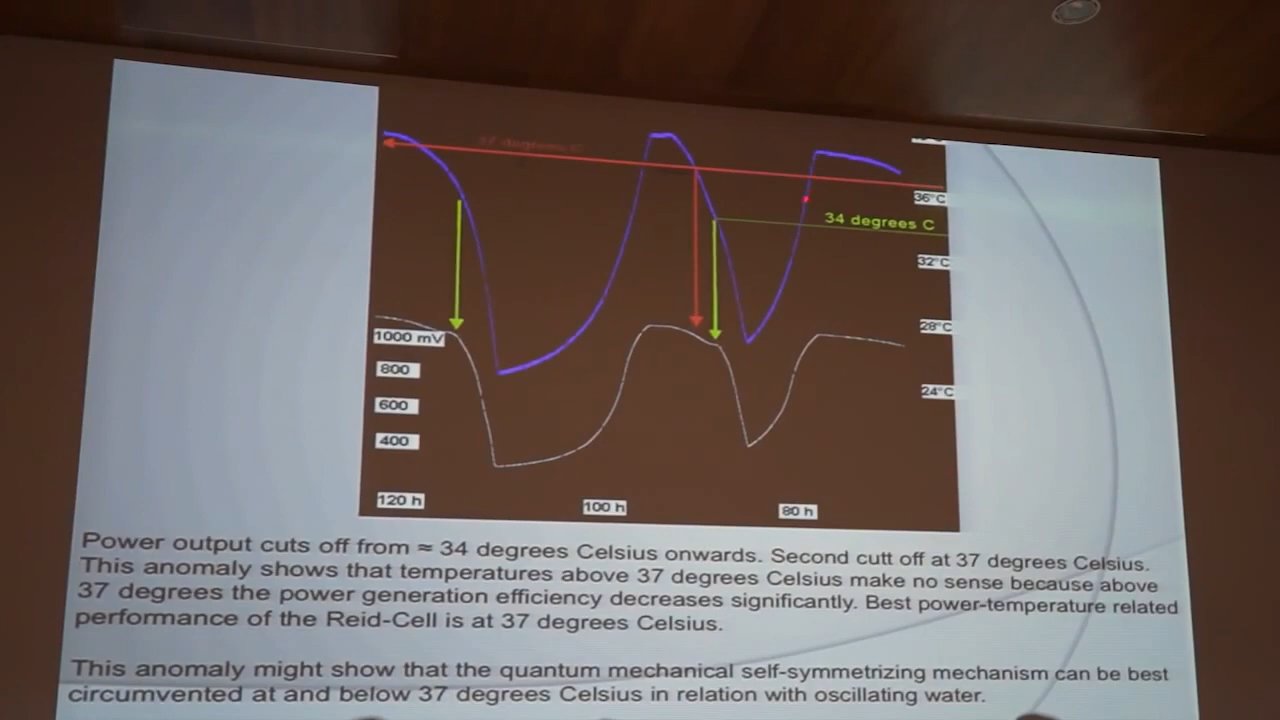 36°C
34 degrees C
32°C
28°C
1000 mV
800
24°C
600
400
120 h
100 h
80 h
Power output cuts off from ≈ 34 degrees Celsius onwards. Second cutt off at 37 degrees Celsius.
This anomaly shows that temperatures above 37 degrees Celsius make no sense because above
37 degrees the power generation efficiency decreases significantly. Best power-temperature related
performance of the Reid-Cell is at 37 degrees Celsius.
This anomaly might show that the quantum mechanical self-symmetrizing mechanism can be best
circumvented at and below 37 degrees Celsius in relation with oscillating water.